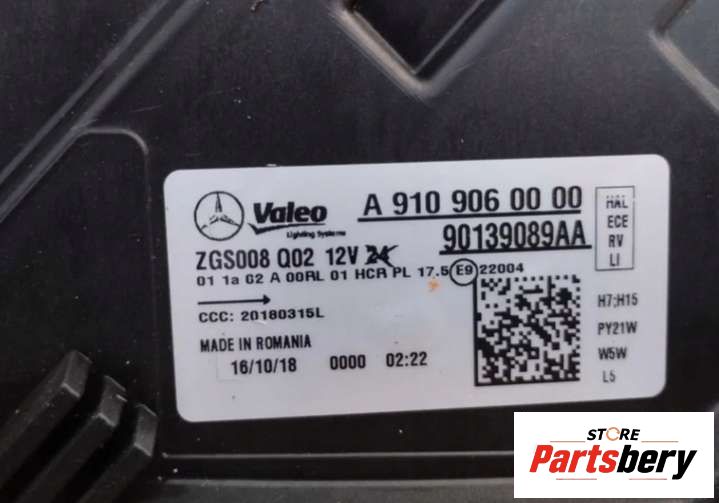 Valeo
Lighting Systems
A 910 906 00 00
90139089AA
HAL
ECE
RV
LI
ZGS008 Q02 12V 24
01 1a 02 A 00RL 01 HCR PL 17.5 E9 22004
CCC: 20180315L
MADE IN ROMANIA
16/10/18 0000 02:22
H7;H15
PY21W
W5W
L5
STORE
Partsbery